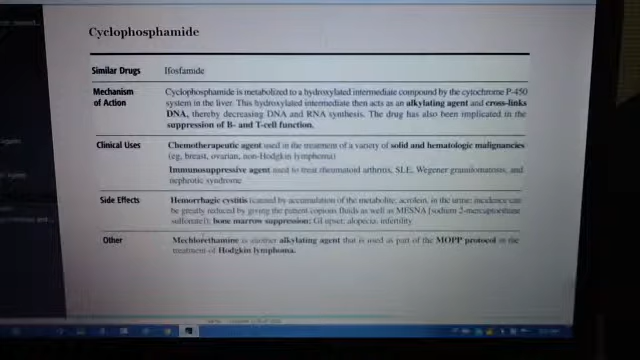 Cyclophosphamide
Similar Drugs Ifosfamide
Mechanism of Action Cyclophosphamide is metabolized to a hydroxylated intermediate compound by the cytochrome P-450
system in the liver. This hydroxylated intermediate then acts as an alkylating agent and cross-links
DNA, thereby decreasing DNA and RNA synthesis. The drug has also been implicated in the
suppression of B- and T-cell function.
Clinical Uses Chemotherapeutic agent used in the treatment of a variety of solid and hematologic malignancies
(eg, breast, ovarian, non-Hodgkin lymphoma)
Immunosuppressive agent used to treat rheumatoid arthritis, SLE, Wegener granulomatosis, and
nephrotic syndrome
Side Effects Hemorrhagic cystitis (caused by accumulation of the metabolite, acrolein, in the urine; incidence can
be greatly reduced by giving the patient copious fluids as well as MESNA [sodium 2-mercaptoethane
sulfonate]); bone marrow suppression; GI upset; alopecia; infertility
Other Mechlorethamine is another alkylating agent that is used as part of the MOPP protocol in the
treatment of Hodgkin lymphoma.